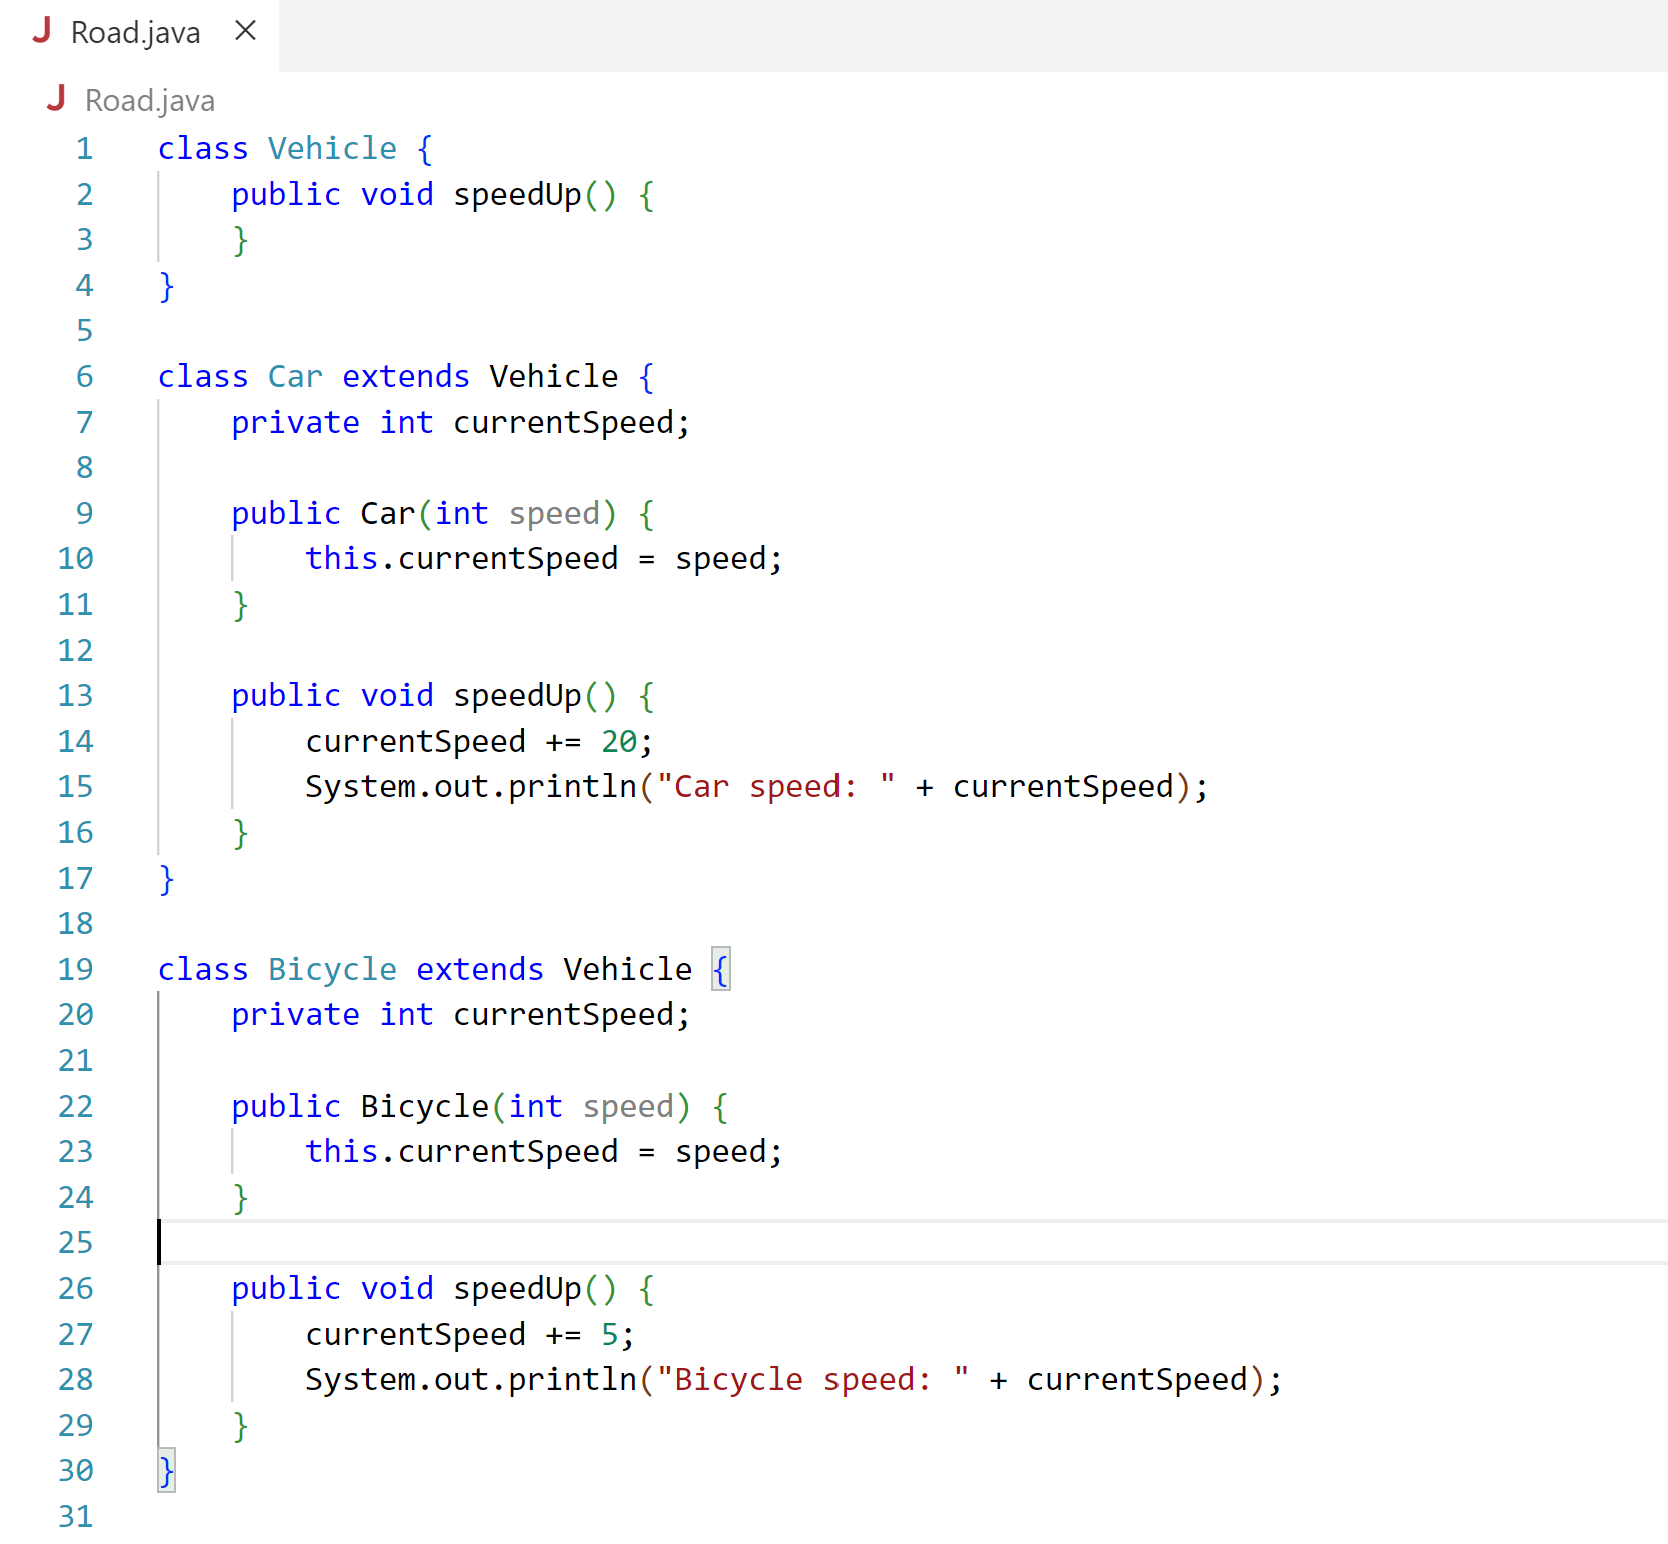 Road.java
Road.java
1 class Vehicle {
2     public void speedUp() {
3     }
4 }
5
6 class Car extends Vehicle {
7     private int currentSpeed;
8
9     public Car(int speed) {
10         this.currentSpeed = speed;
11     }
12
13     public void speedUp() {
14         currentSpeed += 20;
15         System.out.println("Car speed: " + currentSpeed);
16     }
17 }
18
19 class Bicycle extends Vehicle {
20     private int currentSpeed;
21
22     public Bicycle(int speed) {
23         this.currentSpeed = speed;
24     }
25
26     public void speedUp() {
27         currentSpeed += 5;
28         System.out.println("Bicycle speed: " + currentSpeed);
29     }
30 }
31